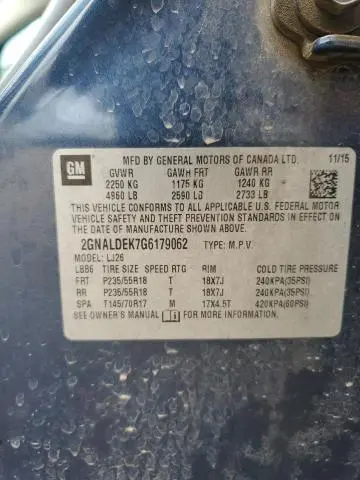 GM
MFD BY GENERAL MOTORS OF CANADA LTD. 11/15
GVWR GAWR FRT GAWR RR
2250 KG 1175 KG 1240 KG
4960 LB 2590 LB 2733 LB
THIS VEHICLE CONFORMS TO ALL APPLICABLE U.S. FEDERAL MOTOR
VEHICLE SAFETY AND THEFT PREVENTION STANDARDS IN EFFECT ON
THE DATE OF MANUFACTURE SHOWN ABOVE.
2GNALDEK7G6179062 TYPE: M.P.V.
MODEL: LJ26
LBB6 TIRE SIZE SPEED RTG RIM COLD TIRE PRESSURE
FRT P235/55R18 T 18X7J 240KPA(35PSI)
RR P235/55R18 T 18X7J 240KPA(35PSI)
SPA T145/70R17 M 17X4.5T 420KPA(60PSI)
SEE OWNER'S MANUAL FOR MORE INFORMATION